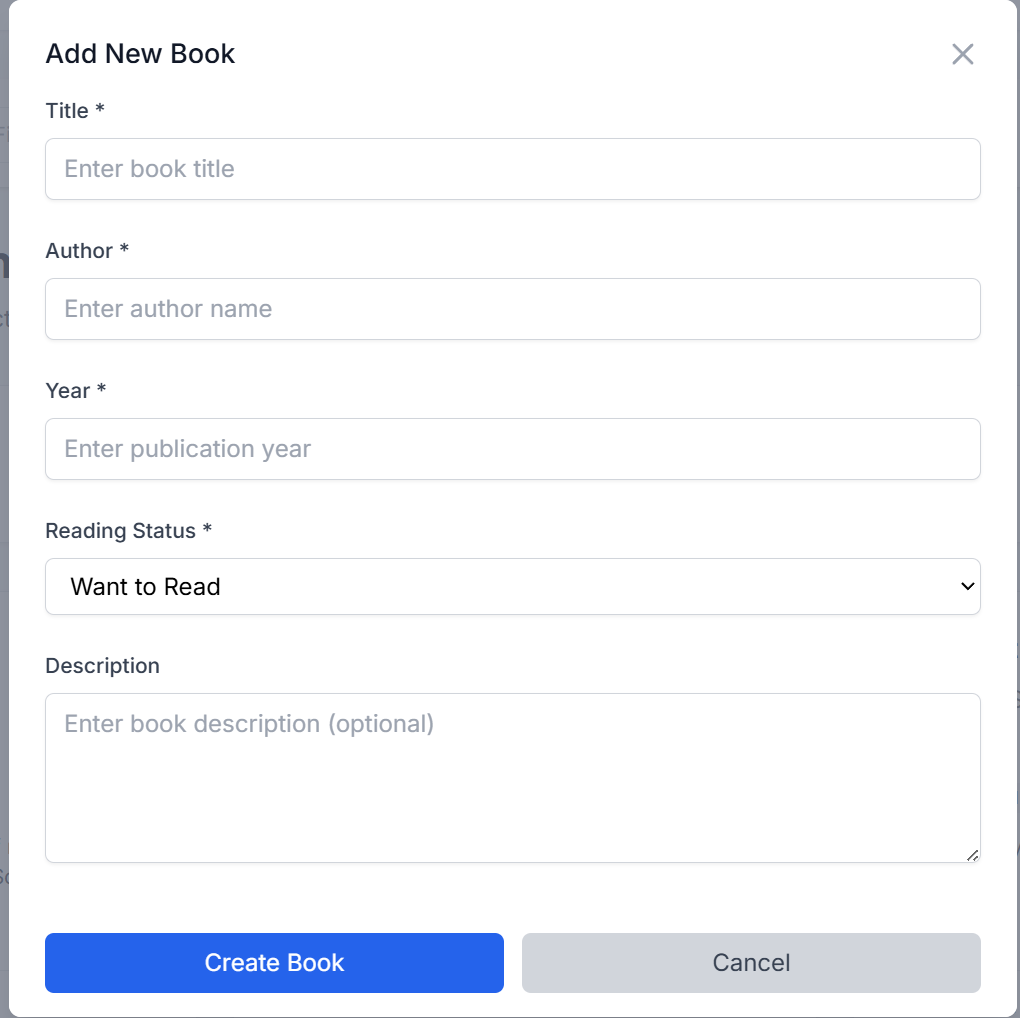 Add New Book
Title *
Enter book title
Author *
Enter author name
Year *
Enter publication year
Reading Status *
Want to Read
Description
Enter book description (optional)
Create Book
Cancel